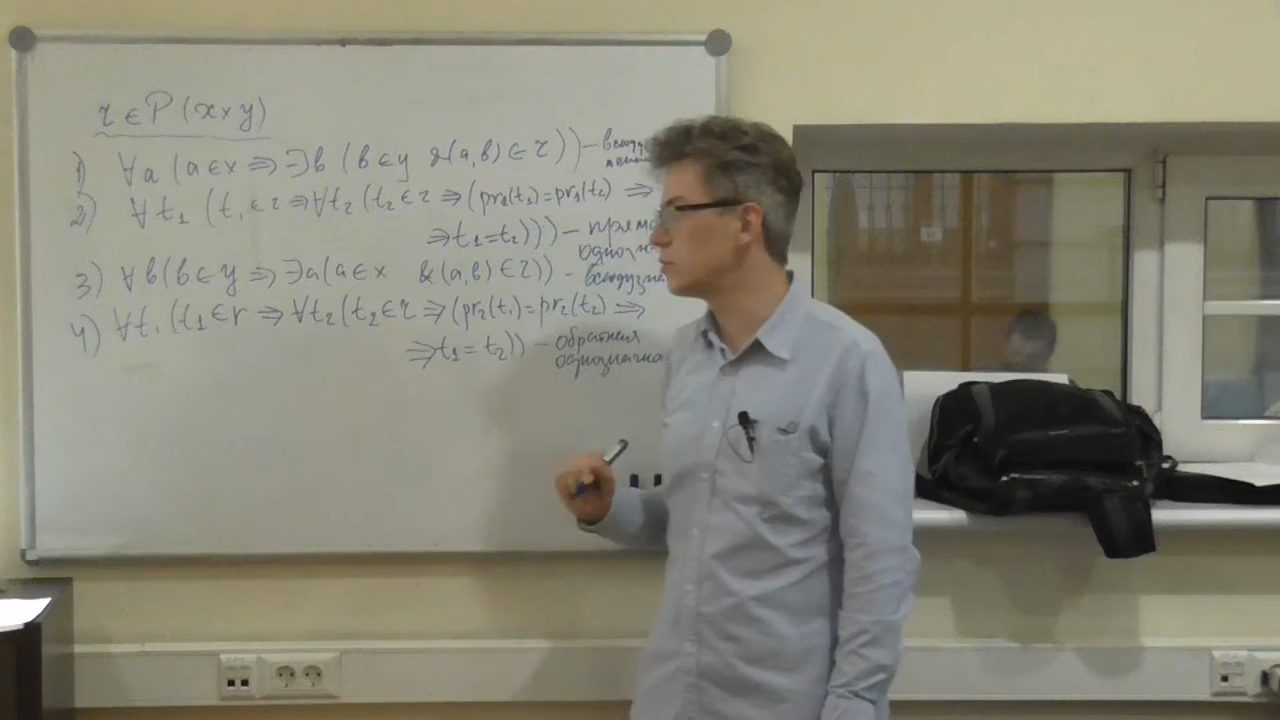 r ∈ P (x × y)
1) ∀a (a ∈ x ⇒ ∃b (b ∈ y & (a, b) ∈ r)) –
2) ∀t₁ (t₁ ∈ r ⇒ ∀t₂ (t₂ ∈ r ⇒ (pr₁(t₁) = pr₁(t₂) ⇒
⇒ t₁ = t₂))) –
3) ∀b (b ∈ y ⇒ ∃a (a ∈ x & (a, b) ∈ r)) –
4) ∀t₁ (t₁ ∈ r ⇒ ∀t₂ (t₂ ∈ r ⇒ (pr₂(t₁) = pr₂(t₂) ⇒
⇒ t₁ = t₂)) – обратная
однозначна